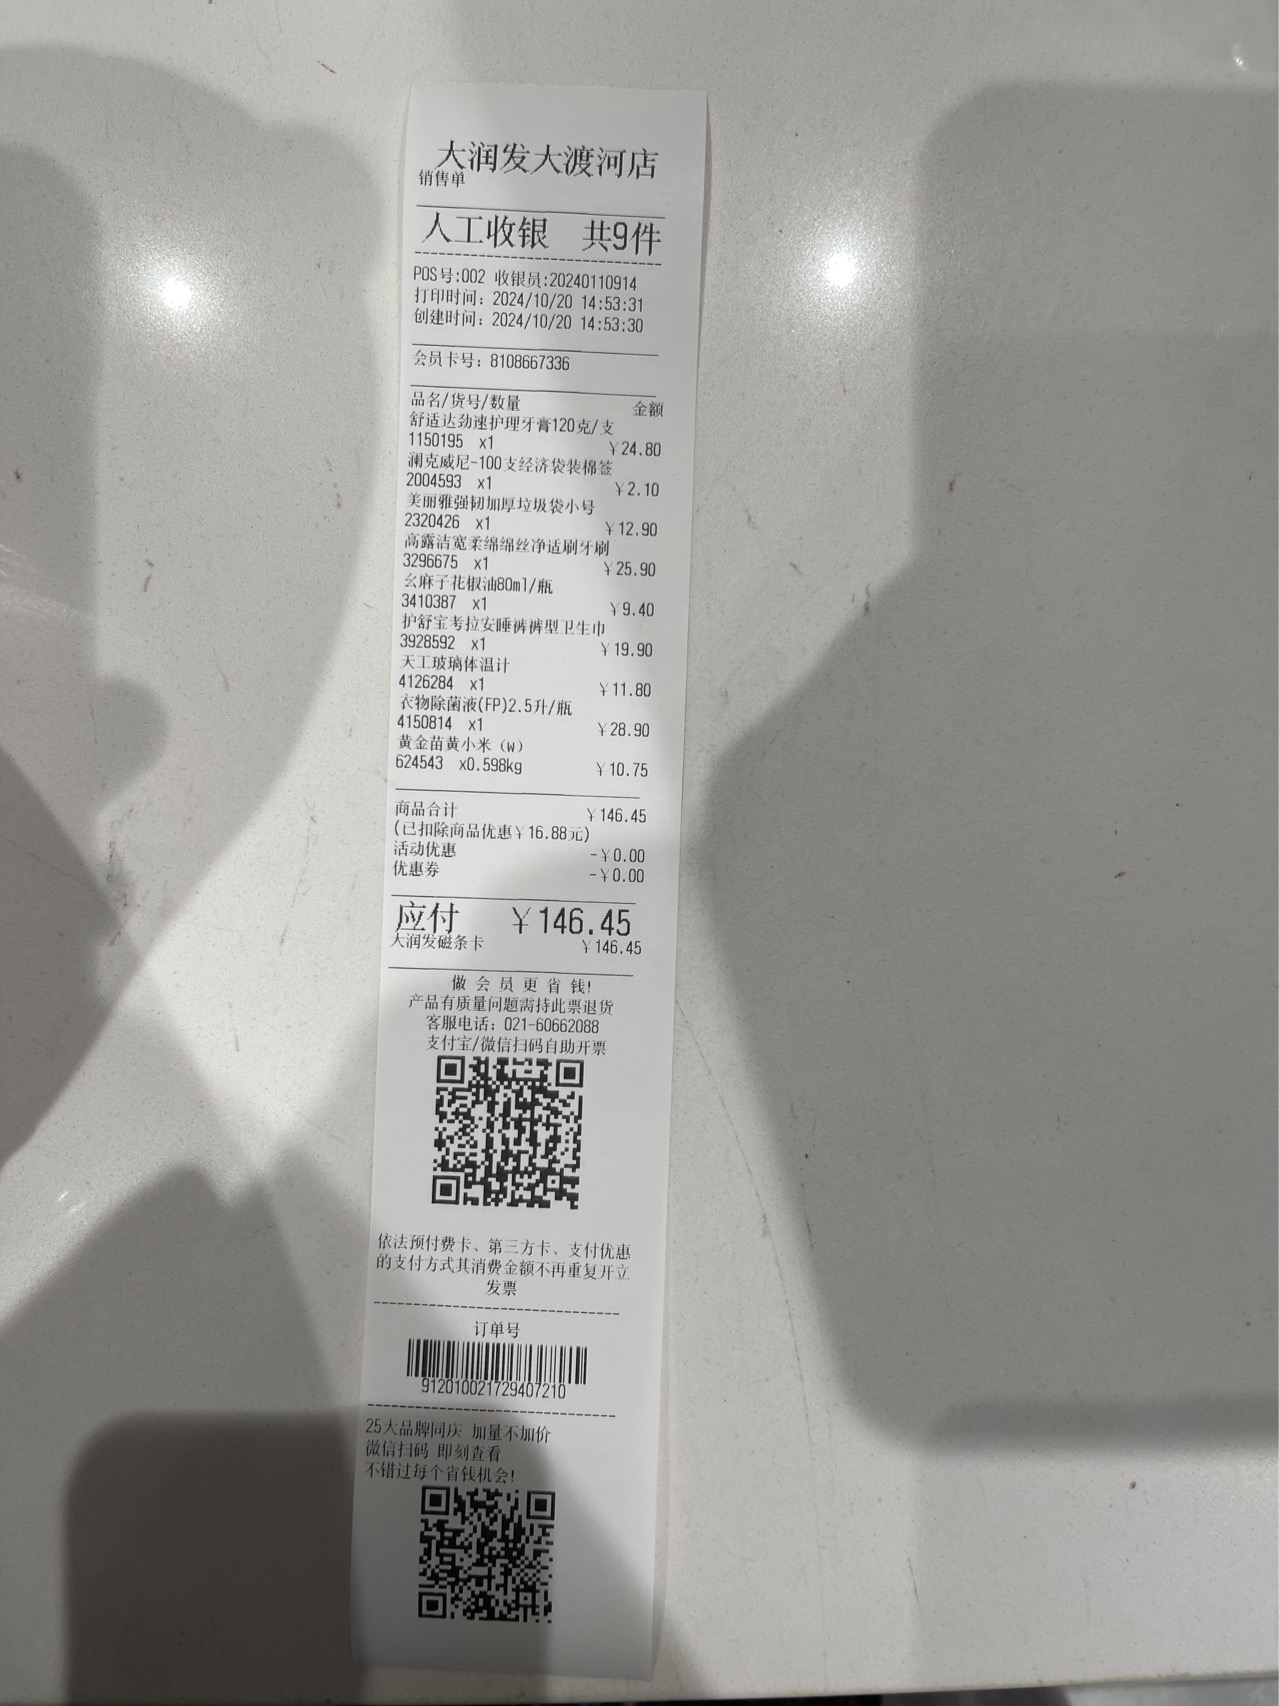 大润发大渡河店
销售单
人工收银 共9件
POS号:002 收银员:20240110914
打印时间: 2024/10/20 14:53:31
创建时间: 2024/10/20 14:53:30
会员卡号: 8108667336
品名/货号/数量 金额
舒适达劲速护理牙膏120克/支
1150195 x1 ￥24.80
澜克威尼-100支经济袋装棉签
2004593 x1 ￥2.10
美丽雅强韧加厚垃圾袋小号
2320426 x1 ￥12.90
高露洁宽柔绵绵丝净适刷牙刷
3296675 x1 ￥25.90
幺麻子花椒油80ml/瓶
3410387 x1 ￥9.40
护舒宝考拉安睡裤裤型卫生巾
3928592 x1 ￥19.90
天工玻璃体温计
4126284 x1 ￥11.80
衣物除菌液(FP)2.5升/瓶
4150814 x1 ￥28.90
黄金苗黄小米（W）
624543 x0.598kg ￥10.75
商品合计 ￥146.45
(已扣除商品优惠￥16.88元)
活动优惠 -￥0.00
优惠券 -￥0.00
应付 ￥146.45
大润发磁条卡 ￥146.45
做 会 员 更 省 钱!
产品有质量问题需持此票退货
客服电话: 021-60662088
支付宝/微信扫码自助开票
依法预付费卡、第三方卡、支付优惠
的支付方式其消费金额不再重复开立
发票
订单号
912010021729407210
25大品牌同庆 加量不加价
微信扫码 即刻查看
不错过每个省钱机会!